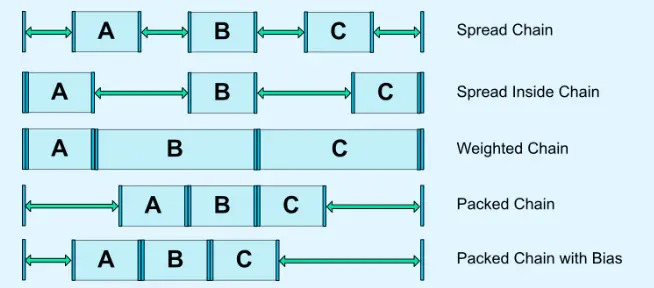 A B C Spread Chain
A B C Spread Inside Chain
A B C Weighted Chain
A B C Packed Chain
A B C Packed Chain with Bias